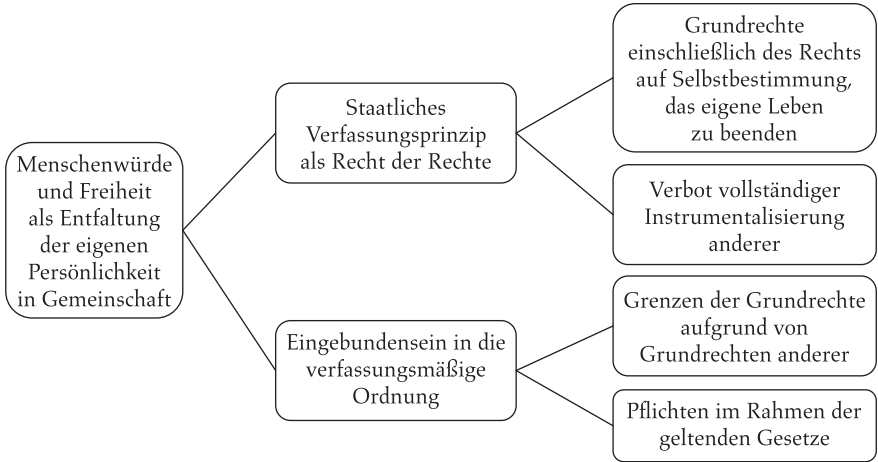 Menschenwürde
und Freiheit
als Entfaltung
der eigenen
Persönlichkeit
in Gemeinschaft
Staatliches
Verfassungsprinzip
als Recht der Rechte
Grundrechte
einschließlich des Rechts
auf Selbstbestimmung,
das eigene Leben
zu beenden
Verbot vollständiger
Instrumentalisierung
anderer
Eingebundensein in die
verfassungsmäßige
Ordnung
Grenzen der Grundrechte
aufgrund von
Grundrechten anderer
Pflichten im Rahmen der
geltenden Gesetze